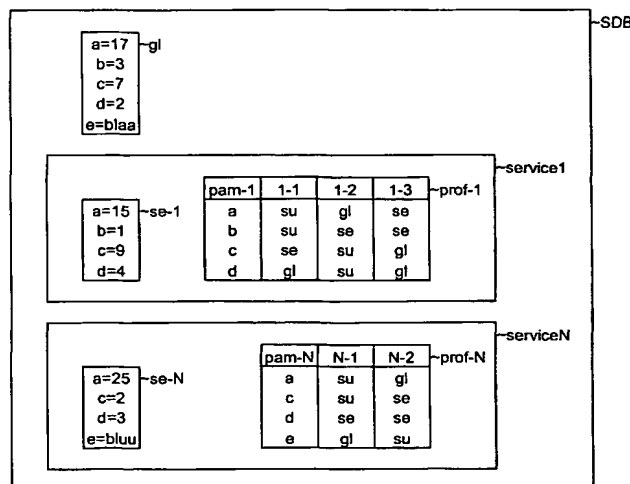 SDB
a=17 gl
b=3
c=7
d=2
e=blaa
service1
pam-1 1-1 1-2 1-3 prof-1
a=15 se-1 a su gl se
b=1 b su se se
c=9 c se su gl
d=4 d gl su gl
serviceN
pam-N N-1 N-2 prof-N
a=25 se-N a su gl
c=2 c su se
d=3 d se se
e=bluu e gl su